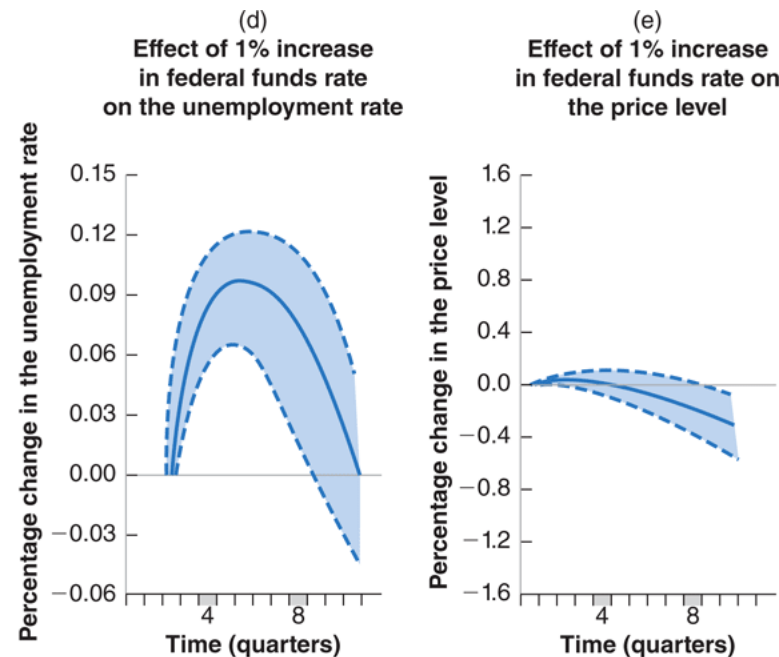 (d)
Effect of 1% increase
in federal funds rate
on the unemployment rate
Percentage change in the unemployment rate
0.15
0.12
0.09
0.06
0.03
0.00
−0.03
−0.06
4
8
Time (quarters)
(e)
Effect of 1% increase
in federal funds rate on
the price level
Percentage change in the price level
1.6
1.2
0.8
0.4
0.0
−0.4
−0.8
−1.2
−1.6
4
8
Time (quarters)